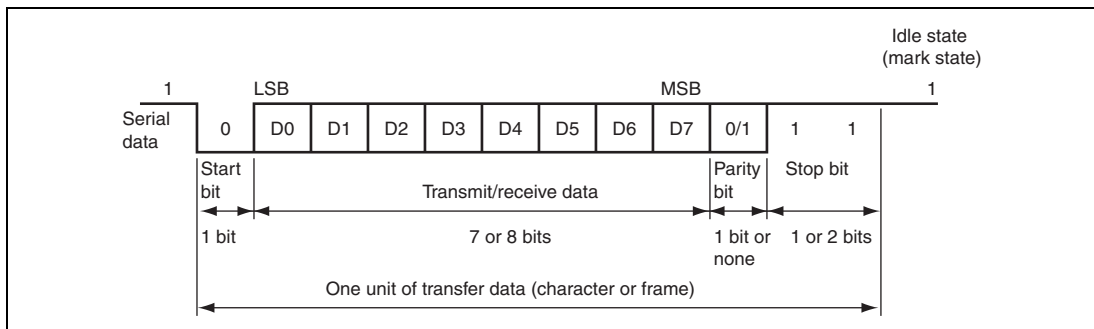 Idle state
(mark state)
1 LSB MSB 1
Serial
data
0 D0 D1 D2 D3 D4 D5 D6 D7 0/1 1 1
Start
bit
Transmit/receive data
Parity
bit
Stop bit
1 bit
7 or 8 bits
1 bit or
none
1 or 2 bits
One unit of transfer data (character or frame)